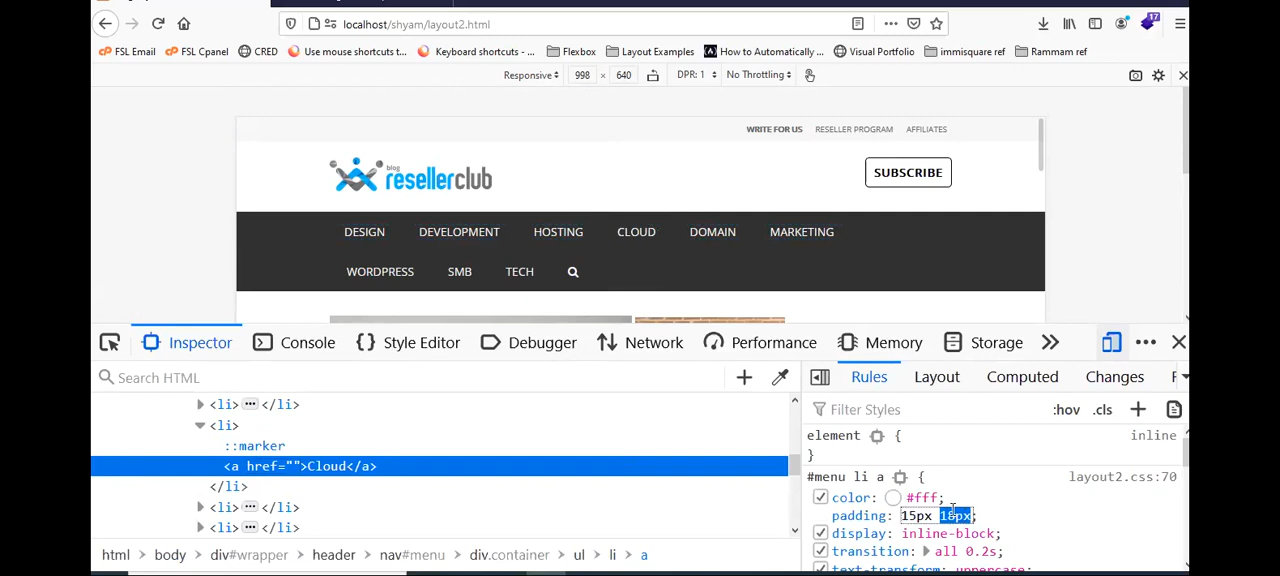 localhost/shyam/layout2.html
17
FSL Email FSL Cpanel CRED Use mouse shortcuts t... Keyboard shortcuts - ... Flexbox Layout Examples How to Automatically ... Visual Portfolio immisquare ref Rammam ref
Responsive 998 × 640 DPR: 1 No Throttling
WRITE FOR US RESELLER PROGRAM AFFILIATES
blog
resellerclub
SUBSCRIBE
DESIGN DEVELOPMENT HOSTING CLOUD DOMAIN MARKETING
WORDPRESS SMB TECH
Inspector Console Style Editor Debugger Network Performance Memory Storage
Search HTML
Rules Layout Computed Changes F
Filter Styles :hov .cls
<li> ••• </li>
<li>
::marker
<a href="">Cloud</a>
</li>
<li> ••• </li>
<li> ••• </li>
element { inline
}
#menu li a { layout2.css:70
color: #fff;
padding: 15px 18px;
display: inline-block;
transition: all 0.2s;
text-transform: uppercase;
html body div#wrapper header nav#menu div.container ul li a